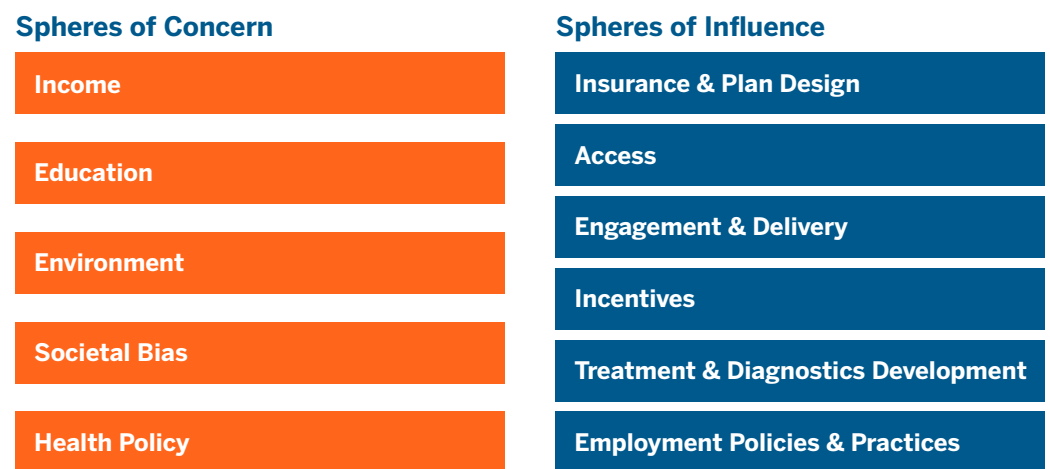 Spheres of Concern
Income
Education
Environment
Societal Bias
Health Policy
Spheres of Influence
Insurance & Plan Design
Access
Engagement & Delivery
Incentives
Treatment & Diagnostics Development
Employment Policies & Practices